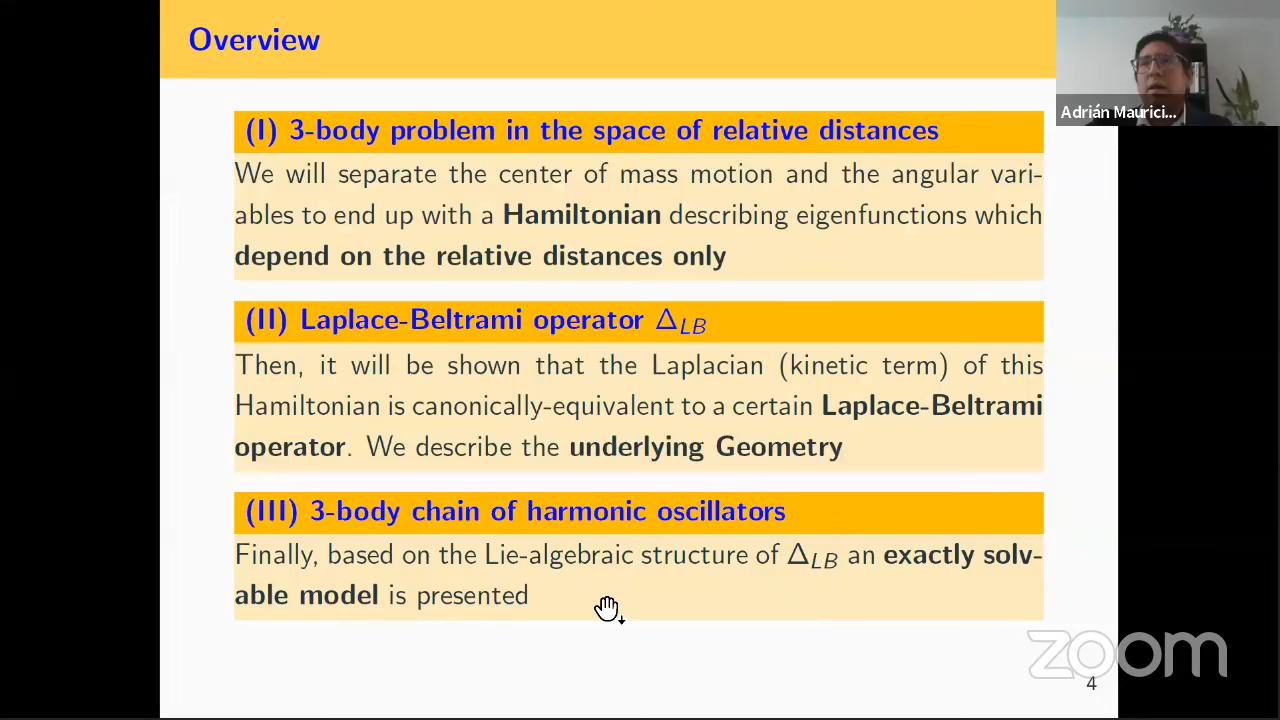 Overview
Adrián Maurici...
(I) 3-body problem in the space of relative distances
We will separate the center of mass motion and the angular vari-
ables to end up with a Hamiltonian describing eigenfunctions which
depend on the relative distances only
(II) Laplace-Beltrami operator Δ_LB
Then, it will be shown that the Laplacian (kinetic term) of this
Hamiltonian is canonically-equivalent to a certain Laplace-Beltrami
operator. We describe the underlying Geometry
(III) 3-body chain of harmonic oscillators
Finally, based on the Lie-algebraic structure of Δ_LB an exactly solv-
able model is presented
zoom
4